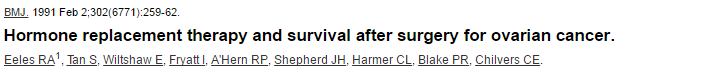 BMJ. 1991 Feb 2;302(6771):259-62.
Hormone replacement therapy and survival after surgery for ovarian cancer.
Eeles RA1, Tan S, Wiltshaw E, Fryatt I, A'Hern RP, Shepherd JH, Harmer CL, Blake PR, Chilvers CE.